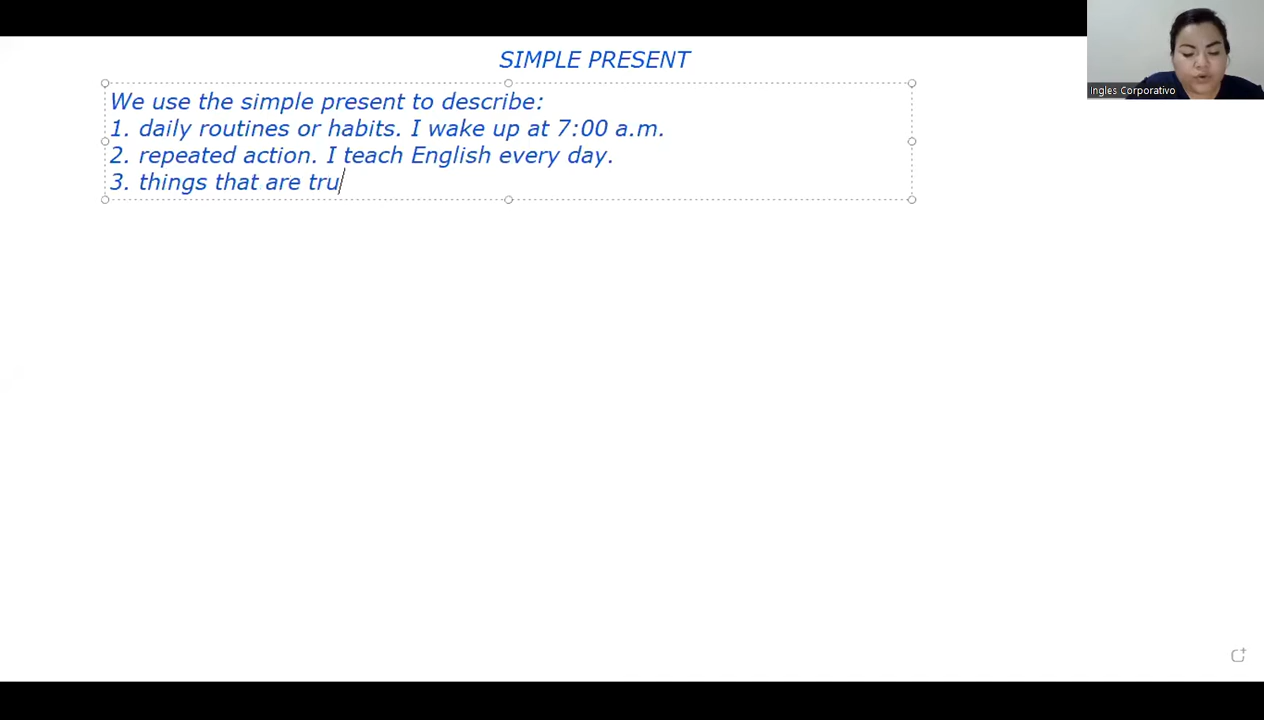 SIMPLE PRESENT
We use the simple present to describe:
1. daily routines or habits. I wake up at 7:00 a.m.
2. repeated action. I teach English every day.
3. things that are tru
Ingles Corporativo